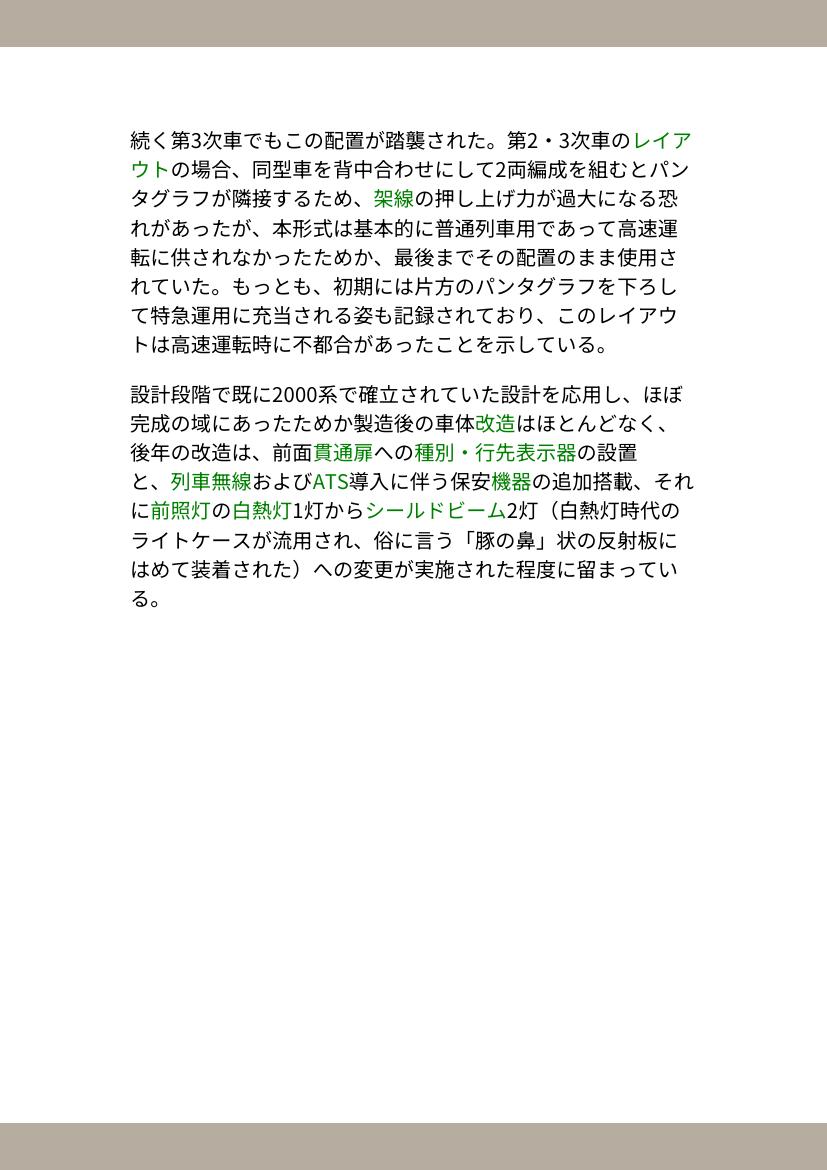 続く第3次車でもこの配置が踏襲された。第2・3次車のレイア
ウトの場合、同型車を背中合わせにして2両編成を組むとパン
タグラフが隣接するため、架線の押し上げ力が過大になる恐
れがあったが、本形式は基本的に普通列車用であって高速運
転に供されなかったためか、最後までその配置のまま使用さ
れていた。もっとも、初期には片方のパンタグラフを下ろし
て特急運用に充当される姿も記録されており、このレイアウ
トは高速運転時に不都合があったことを示している。
設計段階で既に2000系で確立されていた設計を応用し、ほぼ
完成の域にあったためか製造後の車体改造はほとんどなく、
後年の改造は、前面貫通扉への種別・行先表示器の設置
と、列車無線およびATS導入に伴う保安機器の追加搭載、それ
に前照灯の白熱灯1灯からシールドビーム2灯（白熱灯時代の
ライトケースが流用され、俗に言う「豚の鼻」状の反射板に
はめて装着された）への変更が実施された程度に留まってい
る。